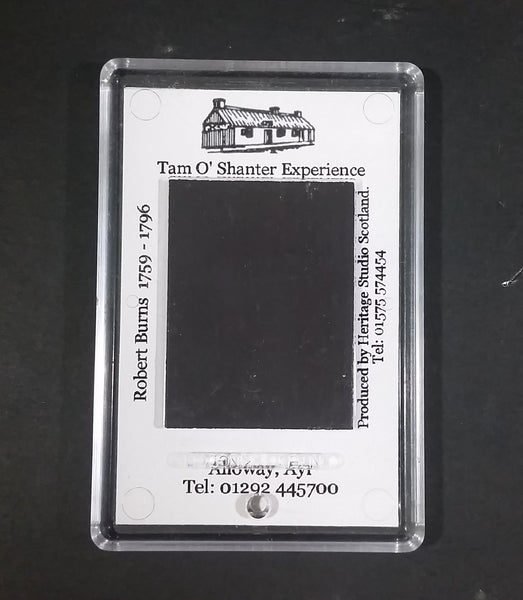 Tam O' Shanter Experience
Robert Burns 1759 - 1796
Produced by Heritage Studio Scotland.
Tel: 01575 574454
Alloway, Ayr
Tel: 01292 445700